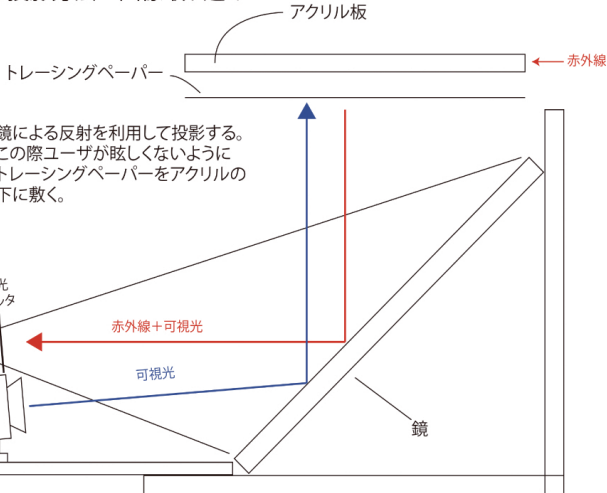 アクリル板
赤外線
トレーシングペーパー
鏡による反射を利用して投影する。
この際ユーザが眩しくないように
トレーシングペーパーをアクリルの
下に敷く。
光
赤外線＋可視光
可視光
鏡